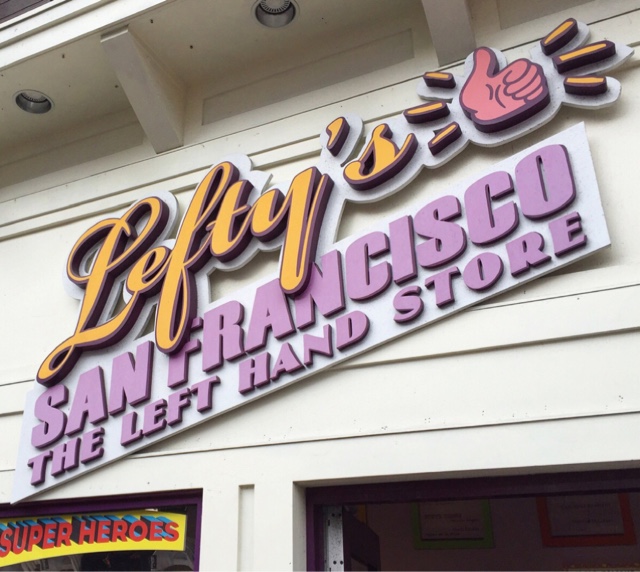 Lefty's
SAN FRANCISCO
THE LEFT HAND STORE
SUPER HEROES